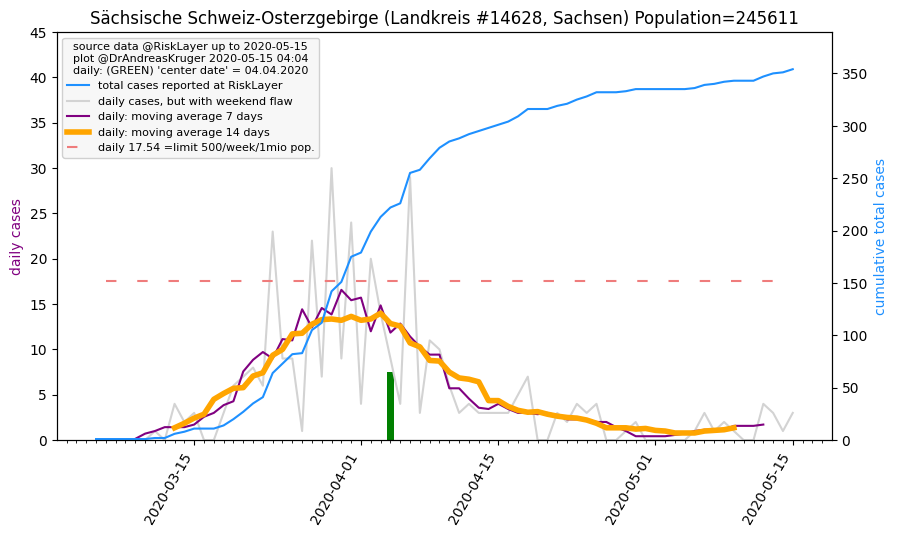 Sächsische Schweiz-Osterzgebirge (Landkreis #14628, Sachsen) Population=245611
source data @RiskLayer up to 2020-05-15
plot @DrAndreasKruger 2020-05-15 04:04
daily: (GREEN) 'center date' = 04.04.2020
total cases reported at RiskLayer
daily cases, but with weekend flaw
daily: moving average 7 days
daily: moving average 14 days
daily 17.54 =limit 500/week/1mio pop.
daily cases
45
40
35
30
25
20
15
10
5
0
cumulative total cases
350
300
250
200
150
100
50
0
2020-03-15
2020-04-01
2020-04-15
2020-05-01
2020-05-15